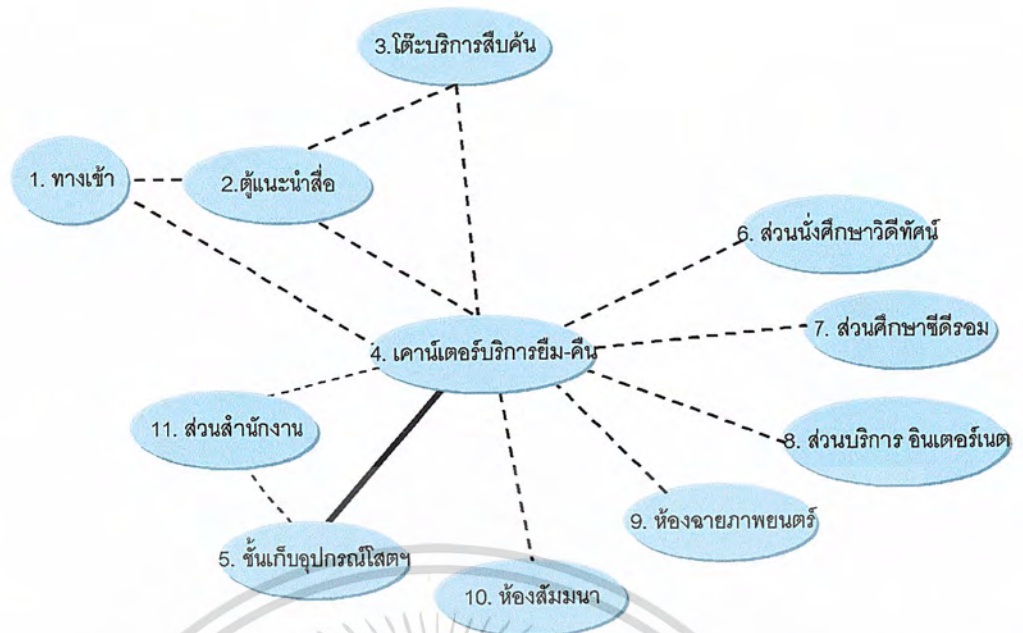 3.โต๊ะบริการสืบค้น
1. ทางเข้า
2.ตู้แนะนำสื่อ
6. ส่วนนั่งศึกษาวิดีทัศน์
7. ส่วนศึกษาซีดีรอม
4. เคาน์เตอร์บริการยืม-คืน
11. ส่วนสำนักงาน
8. ส่วนบริการ อินเตอร์เนต
9. ห้องฉายภาพยนตร์
5. ชั้นเก็บอุปกรณ์โสตฯ
10. ห้องสัมมนา